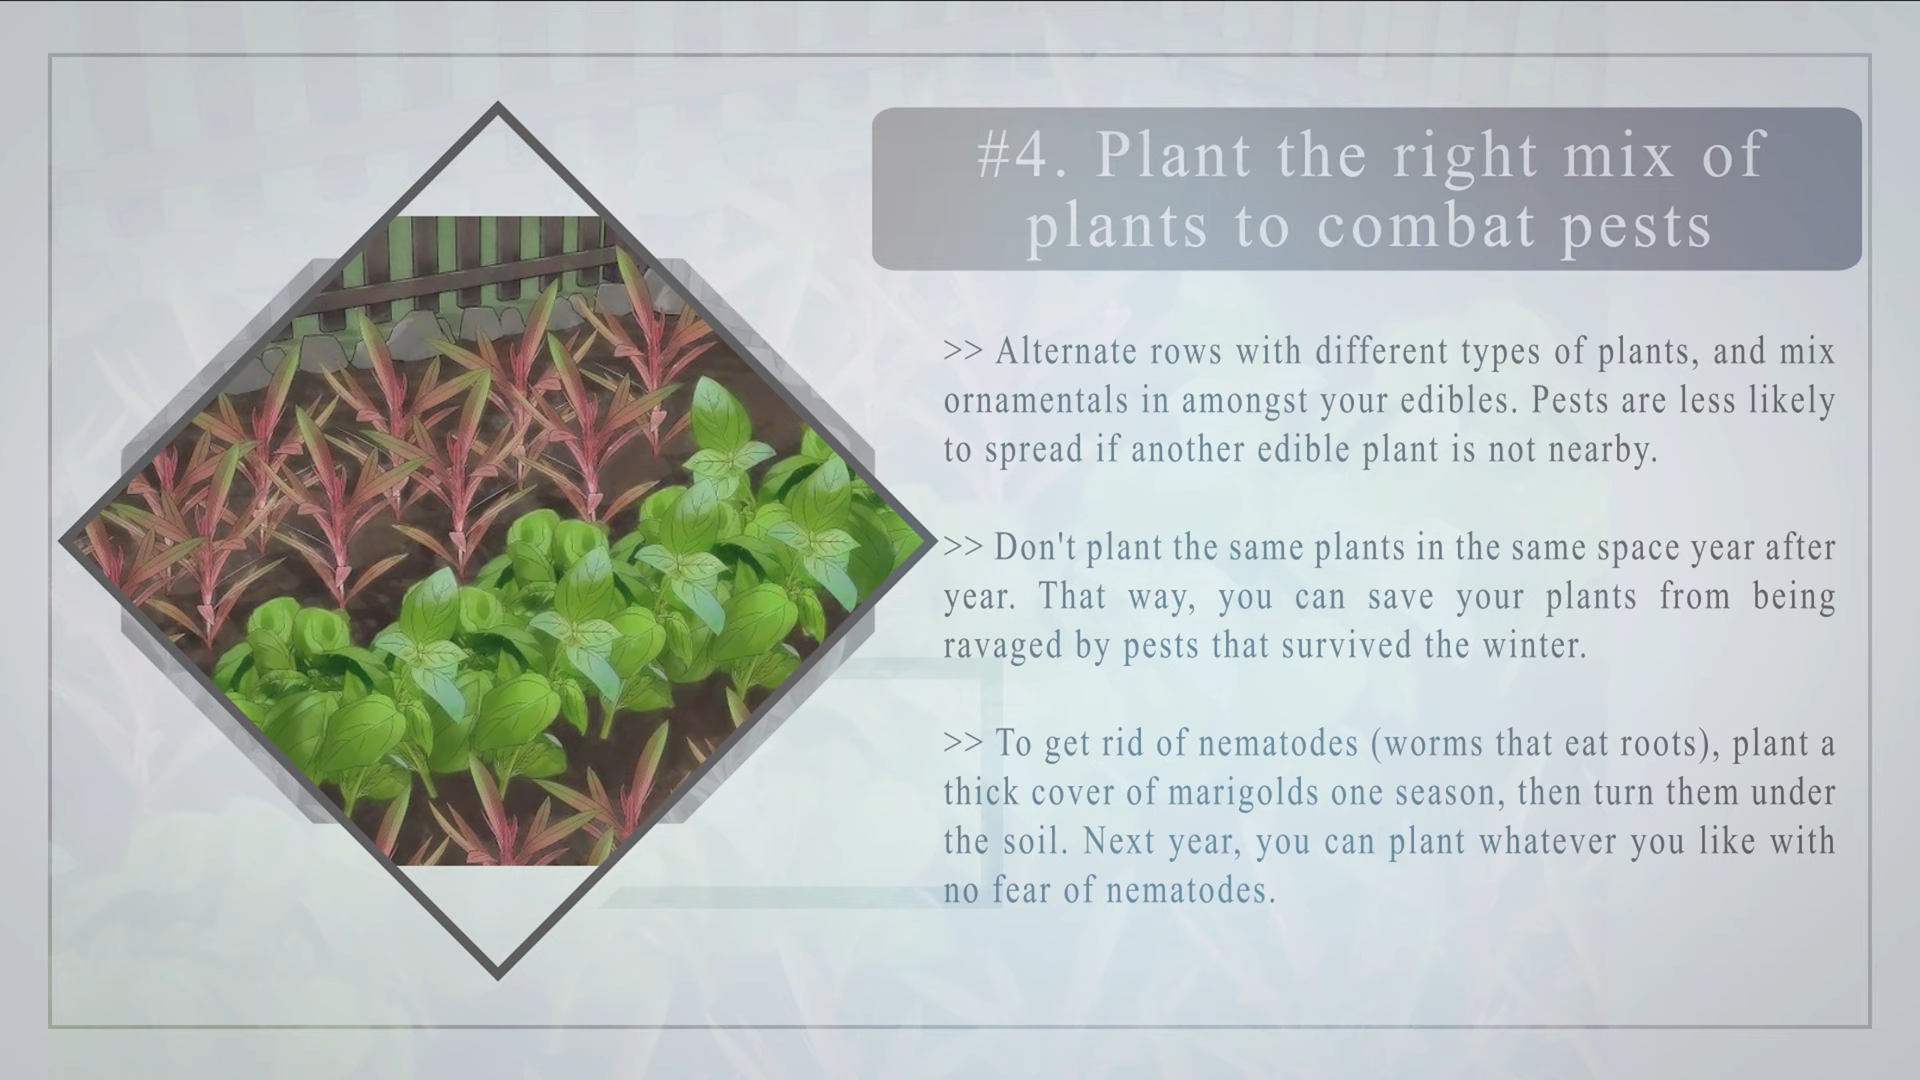 #4. Plant the right mix of
plants to combat pests
>> Alternate rows with different types of plants, and mix
ornamentals in amongst your edibles. Pests are less likely
to spread if another edible plant is not nearby.
>> Don't plant the same plants in the same space year after
year. That way, you can save your plants from being
ravaged by pests that survived the winter.
>> To get rid of nematodes (worms that eat roots), plant a
thick cover of marigolds one season, then turn them under
the soil. Next year, you can plant whatever you like with
no fear of nematodes.